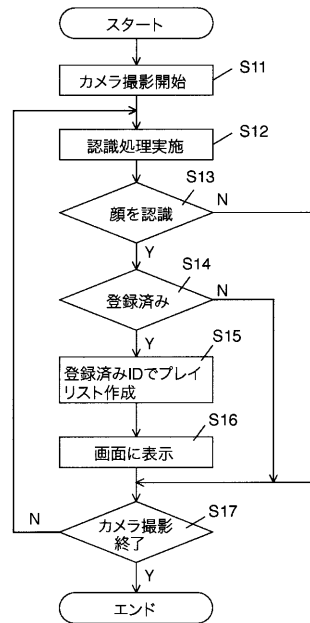 スタート
S11
カメラ撮影開始
S12
認識処理実施
S13
N
顔を認識
Y
S14
N
登録済み
Y
S15
登録済みIDでプレイ
リスト作成
S16
画面に表示
S17
N
カメラ撮影
終了
Y
エンド